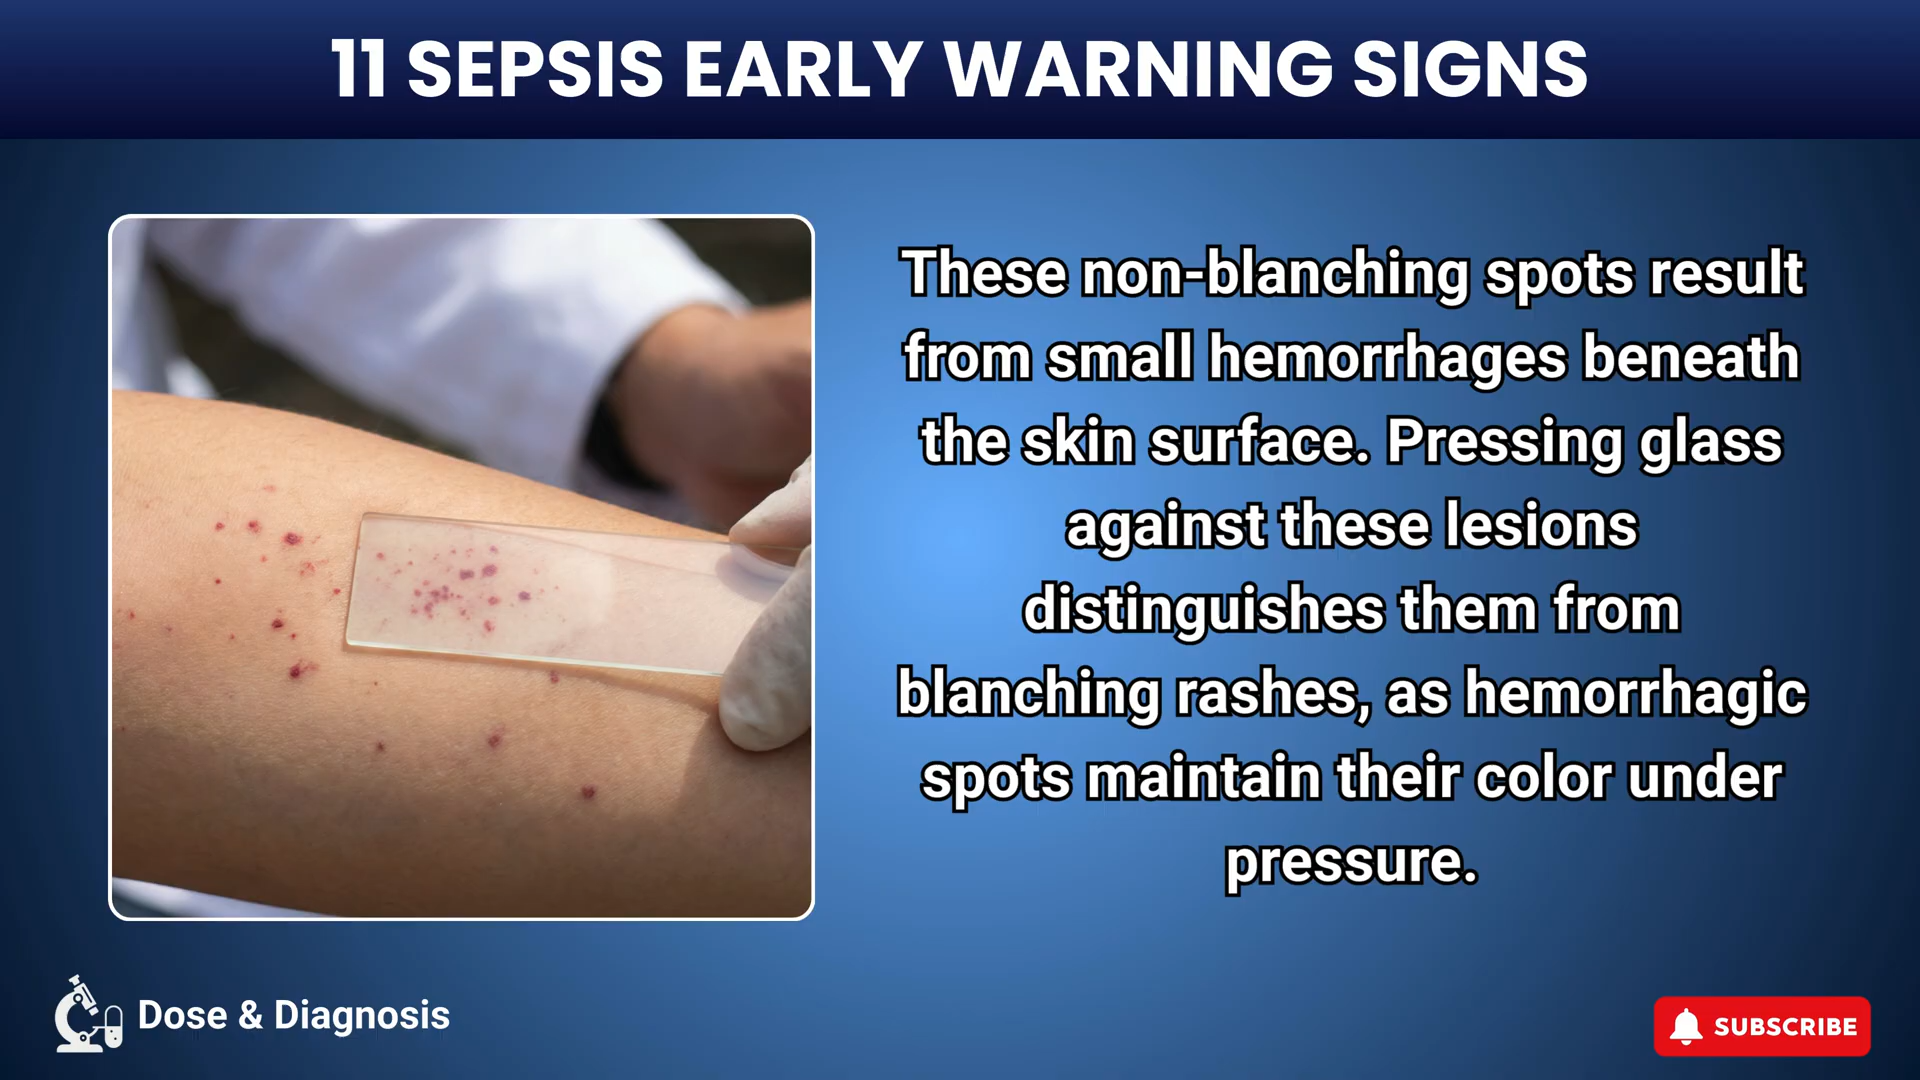 11 SEPSIS EARLY WARNING SIGNS
These non-blanching spots result
from small hemorrhages beneath
the skin surface. Pressing glass
against these lesions
distinguishes them from
blanching rashes, as hemorrhagic
spots maintain their color under
pressure.
Dose & Diagnosis
SUBSCRIBE